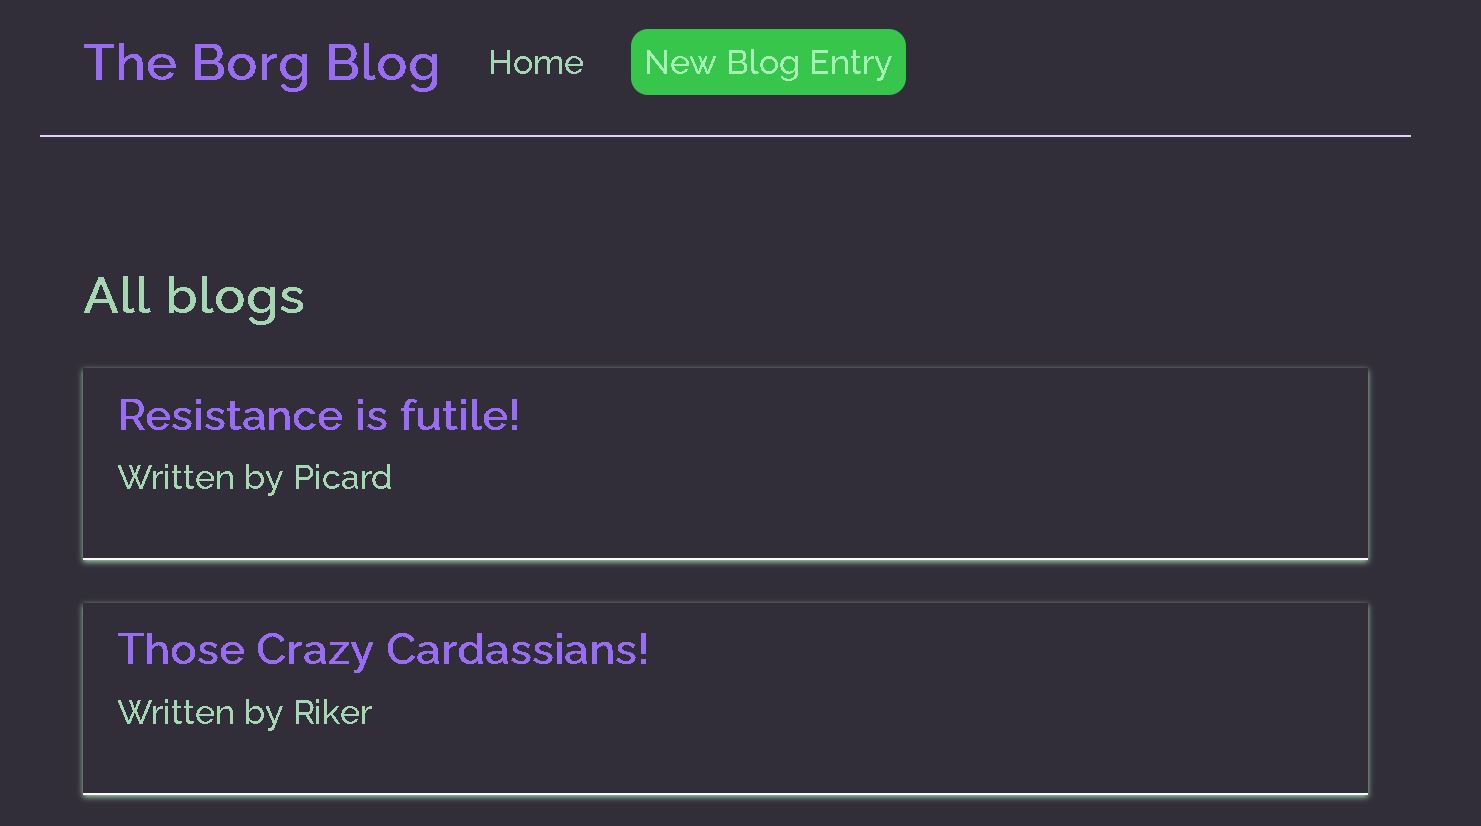 The Borg Blog Home New Blog Entry
All blogs
Resistance is futile!
Written by Picard
Those Crazy Cardassians!
Written by Riker